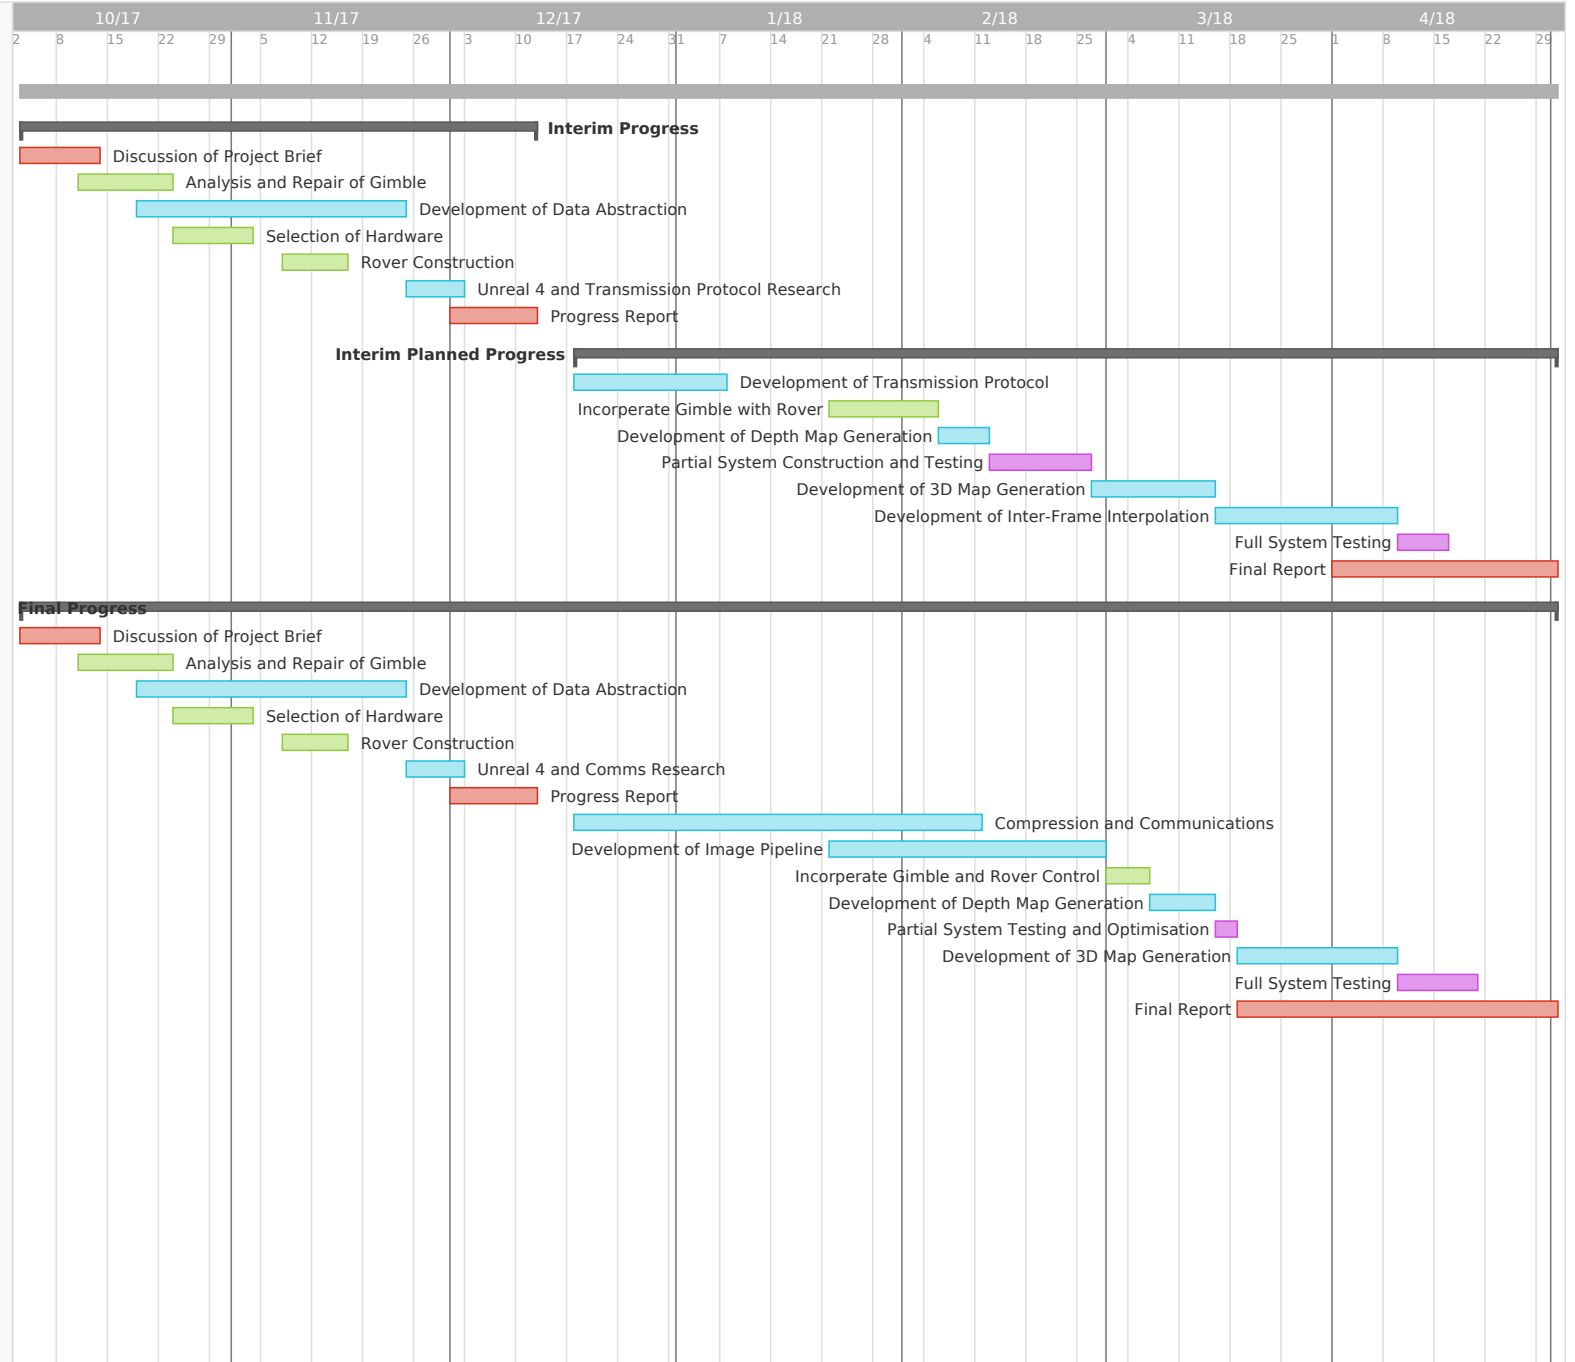 10/17 11/17 12/17 1/18 2/18 3/18 4/18
2 8 15 22 29 5 12 19 26 3 10 17 24 31 7 14 21 28 4 11 18 25 4 11 18 25 1 8 15 22 29
Interim Progress
Discussion of Project Brief
Analysis and Repair of Gimble
Development of Data Abstraction
Selection of Hardware
Rover Construction
Unreal 4 and Transmission Protocol Research
Progress Report
Interim Planned Progress
Development of Transmission Protocol
Incorperate Gimble with Rover
Development of Depth Map Generation
Partial System Construction and Testing
Development of 3D Map Generation
Development of Inter-Frame Interpolation
Full System Testing
Final Report
Final Progress
Discussion of Project Brief
Analysis and Repair of Gimble
Development of Data Abstraction
Selection of Hardware
Rover Construction
Unreal 4 and Comms Research
Progress Report
Compression and Communications
Development of Image Pipeline
Incorperate Gimble and Rover Control
Development of Depth Map Generation
Partial System Testing and Optimisation
Development of 3D Map Generation
Full System Testing
Final Report